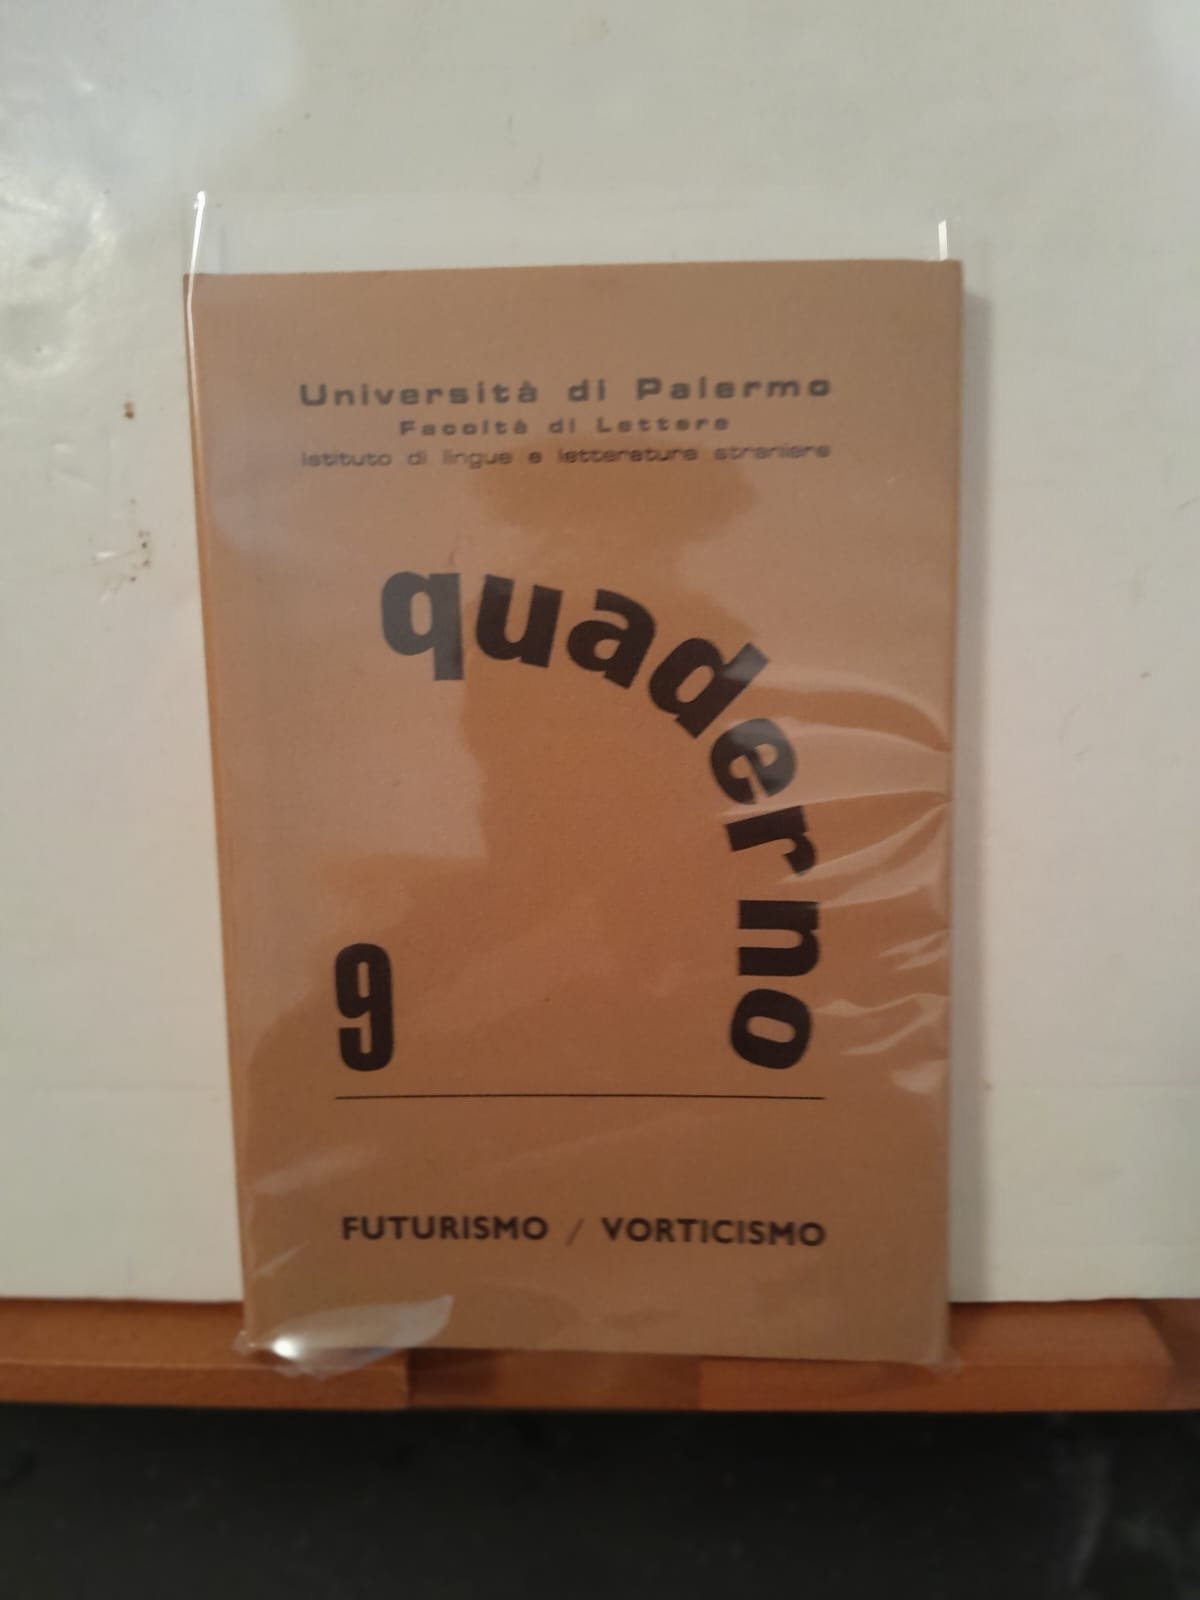 Università di Palermo
Facoltà di Lettere
Istituto di lingue e letterature straniere
quaderno
9
FUTURISMO / VORTICISMO